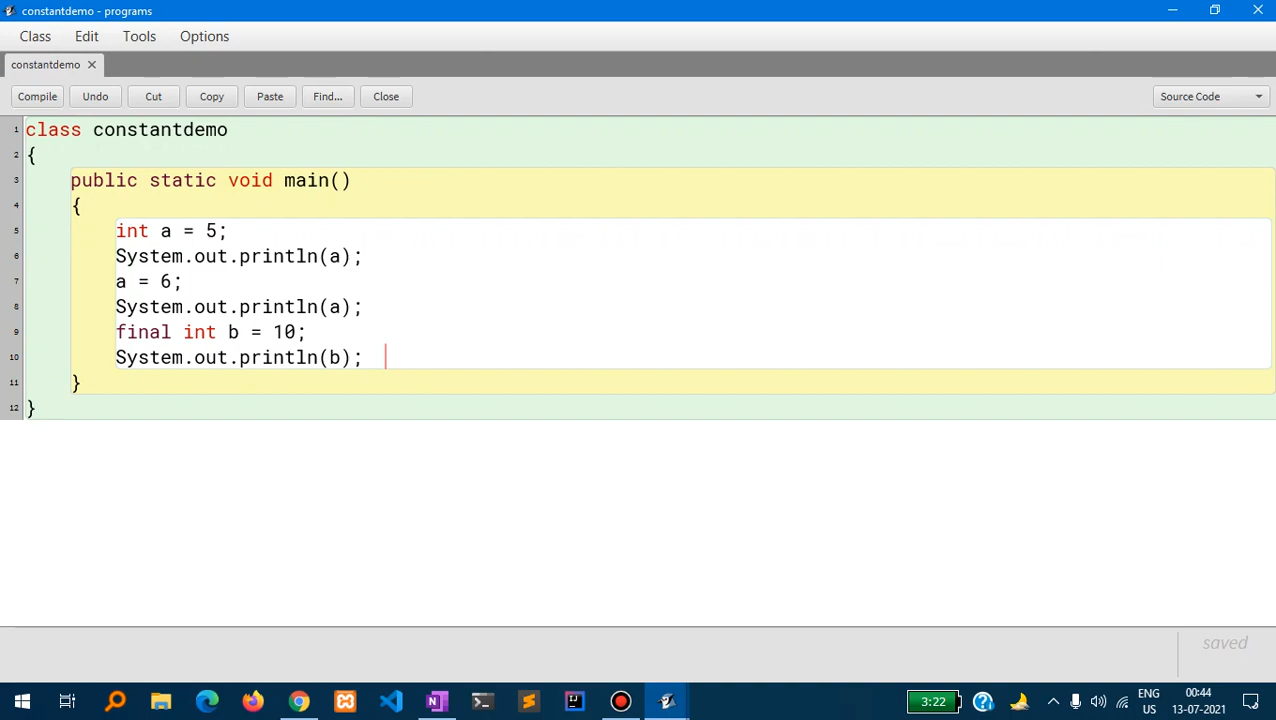 constantdemo - programs
Class Edit Tools Options
constantdemo
Compile Undo Cut Copy Paste Find... Close Source Code
1 class constantdemo
2 {
3 public static void main()
4 {
5 int a = 5;
6 System.out.println(a);
7 a = 6;
8 System.out.println(a);
9 final int b = 10;
10 System.out.println(b);
11 }
12 }
saved
3:22 ENG 00:44
US 13-07-2021